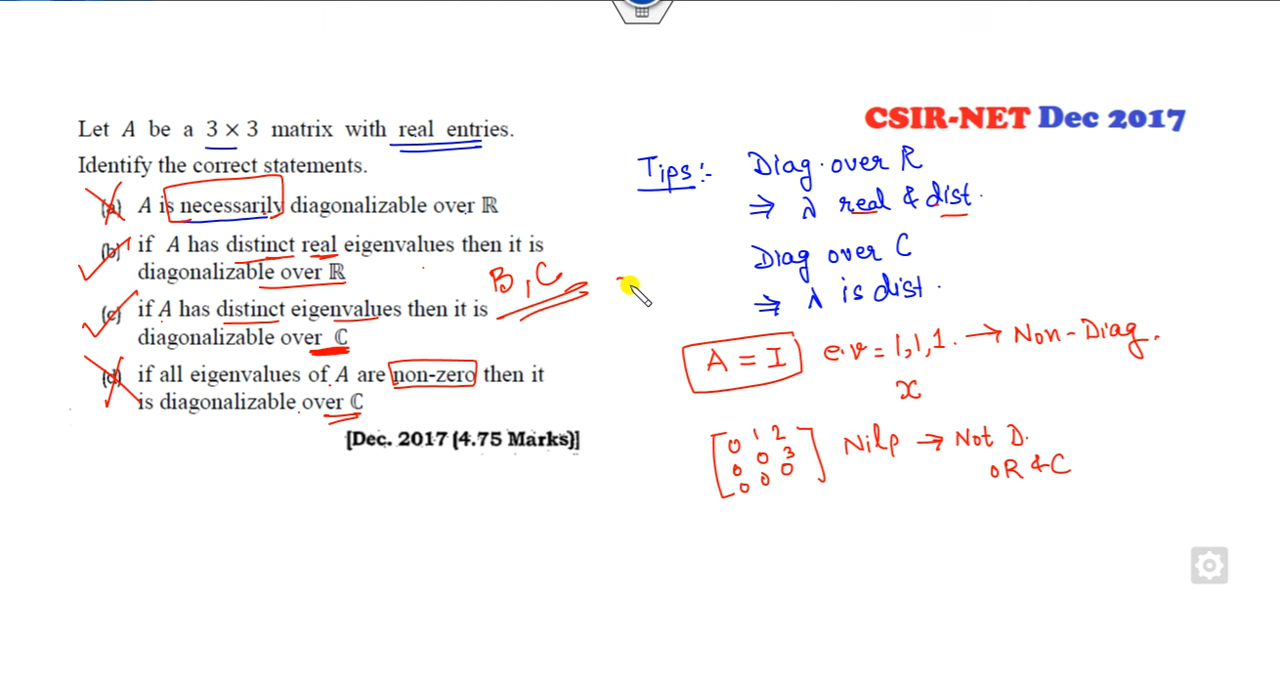 CSIR-NET Dec 2017
Let A be a 3 × 3 matrix with real entries.
Identify the correct statements.
(a) A is necessarily diagonalizable over ℝ
(b) if A has distinct real eigenvalues then it is
diagonalizable over ℝ
(c) if A has distinct eigenvalues then it is
diagonalizable over ℂ
(d) if all eigenvalues of A are non-zero then it
is diagonalizable over ℂ
[Dec. 2017 (4.75 Marks)]
B, C
Tips:- Diag. over R
⇒ λ real & dist.
Diag over C
⇒ λ is dist.
A = I e.v = 1,1,1. → Non-Diag.
x
0 1 2
0 0 3
0 0 0
Nilp → Not D.
oR & C